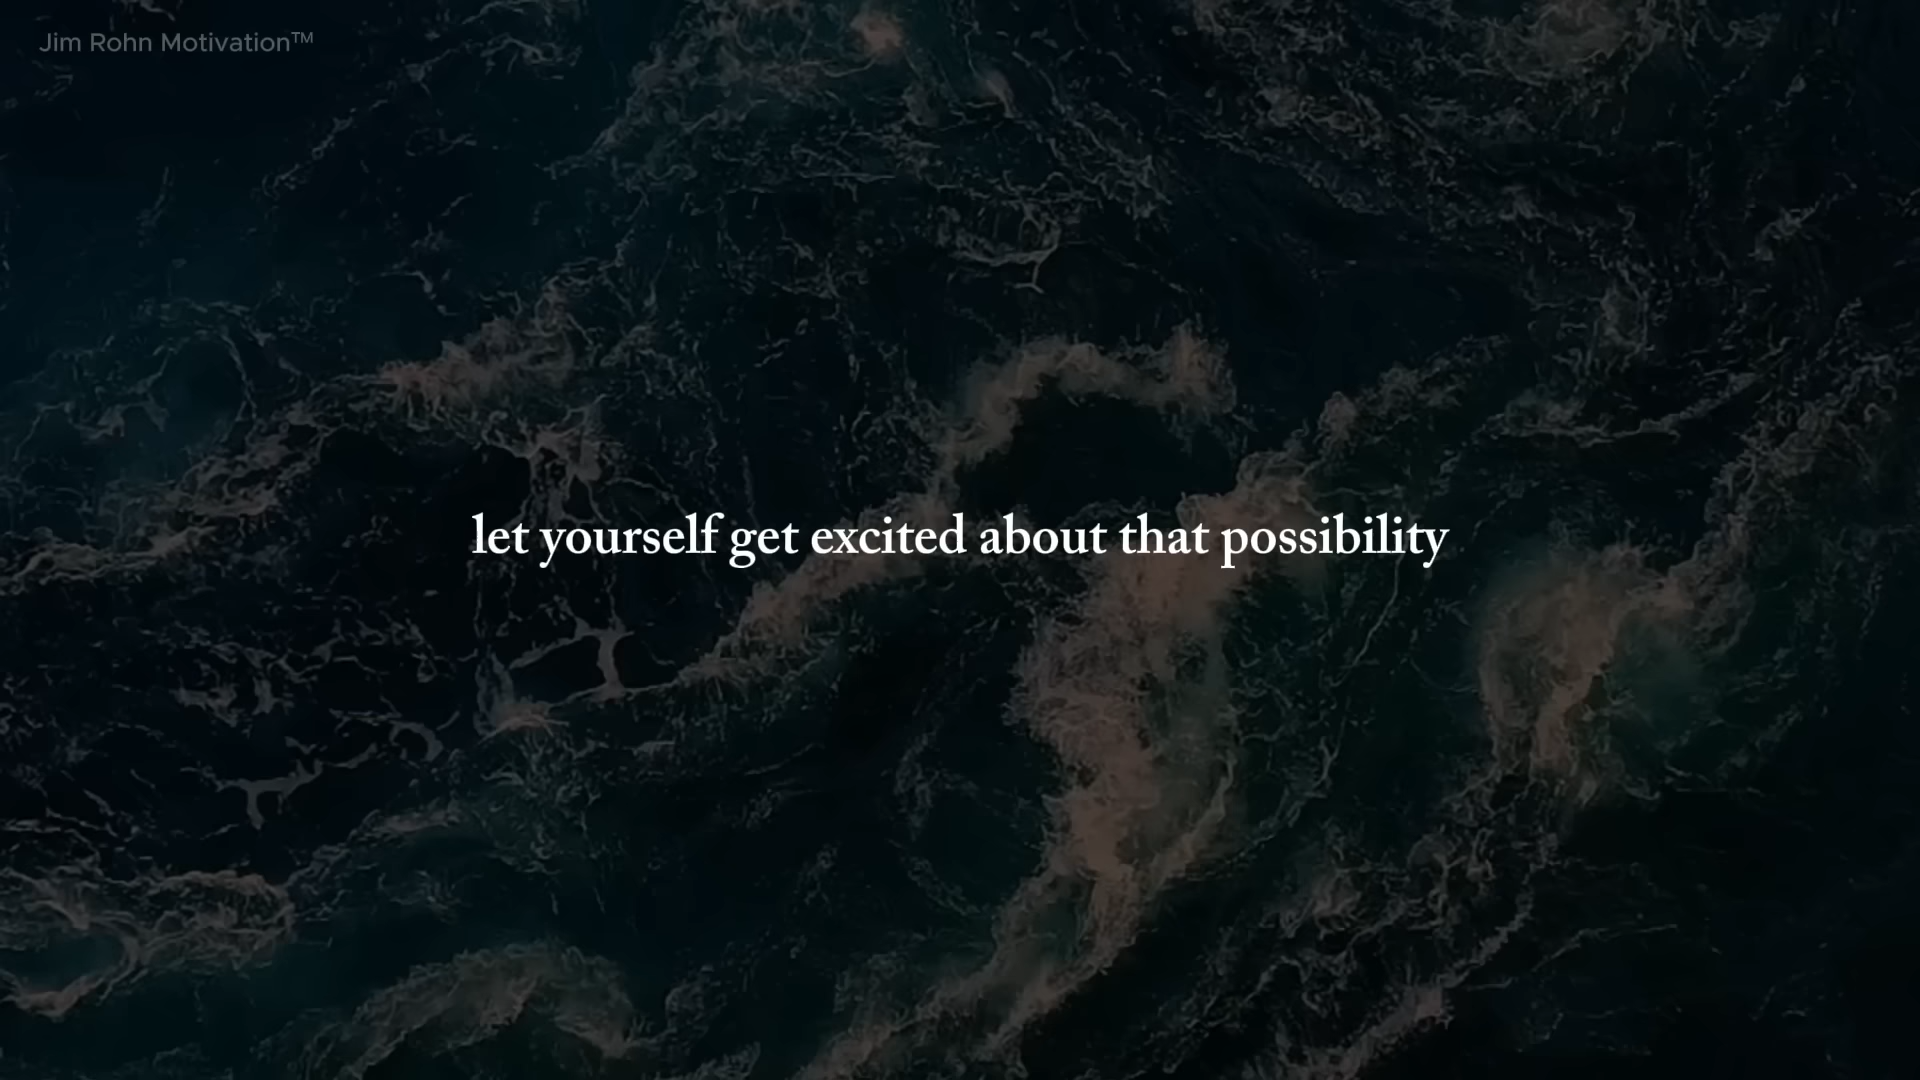 Jim Rohn Motivation™
let yourself get excited about that possibility